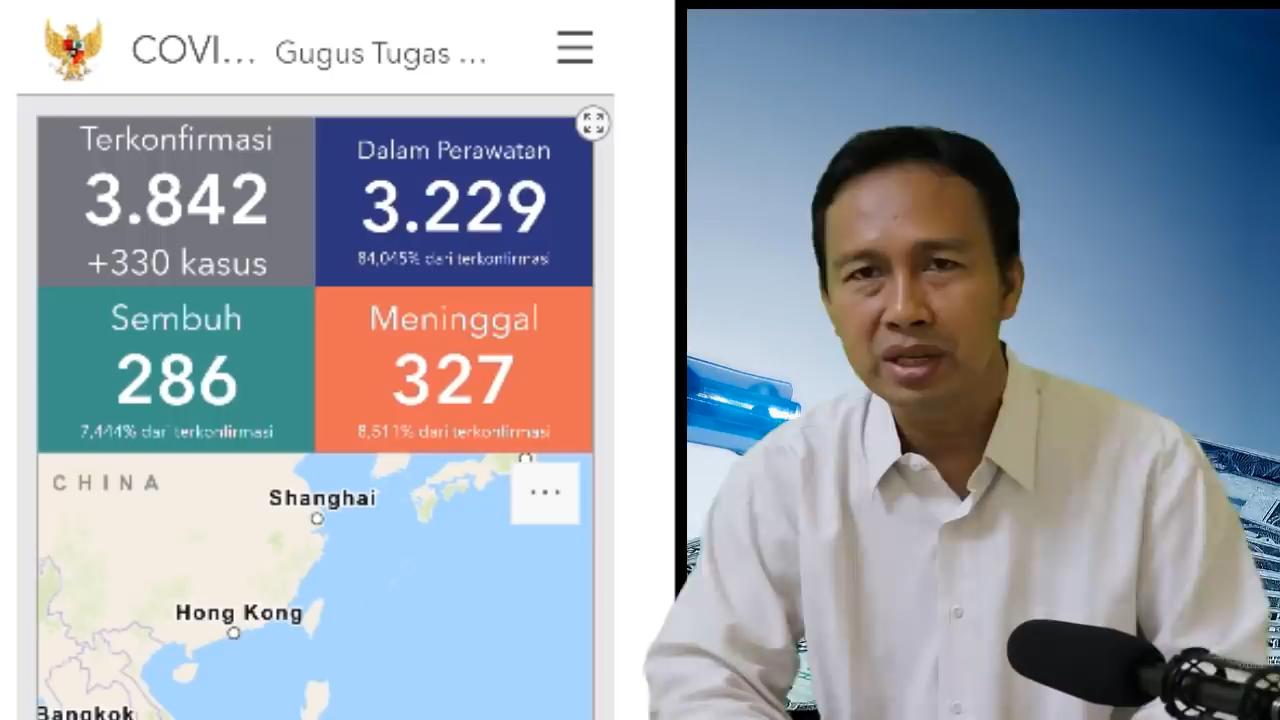 COVI... Gugus Tugas ...
Terkonfirmasi
3.842
+330 kasus
Dalam Perawatan
3.229
84,045% dari terkonfirmasi
Sembuh
286
7,444% dari terkonfirmasi
Meninggal
327
8,511% dari terkonfirmasi
CHINA
Shanghai
Hong Kong
Bangkok